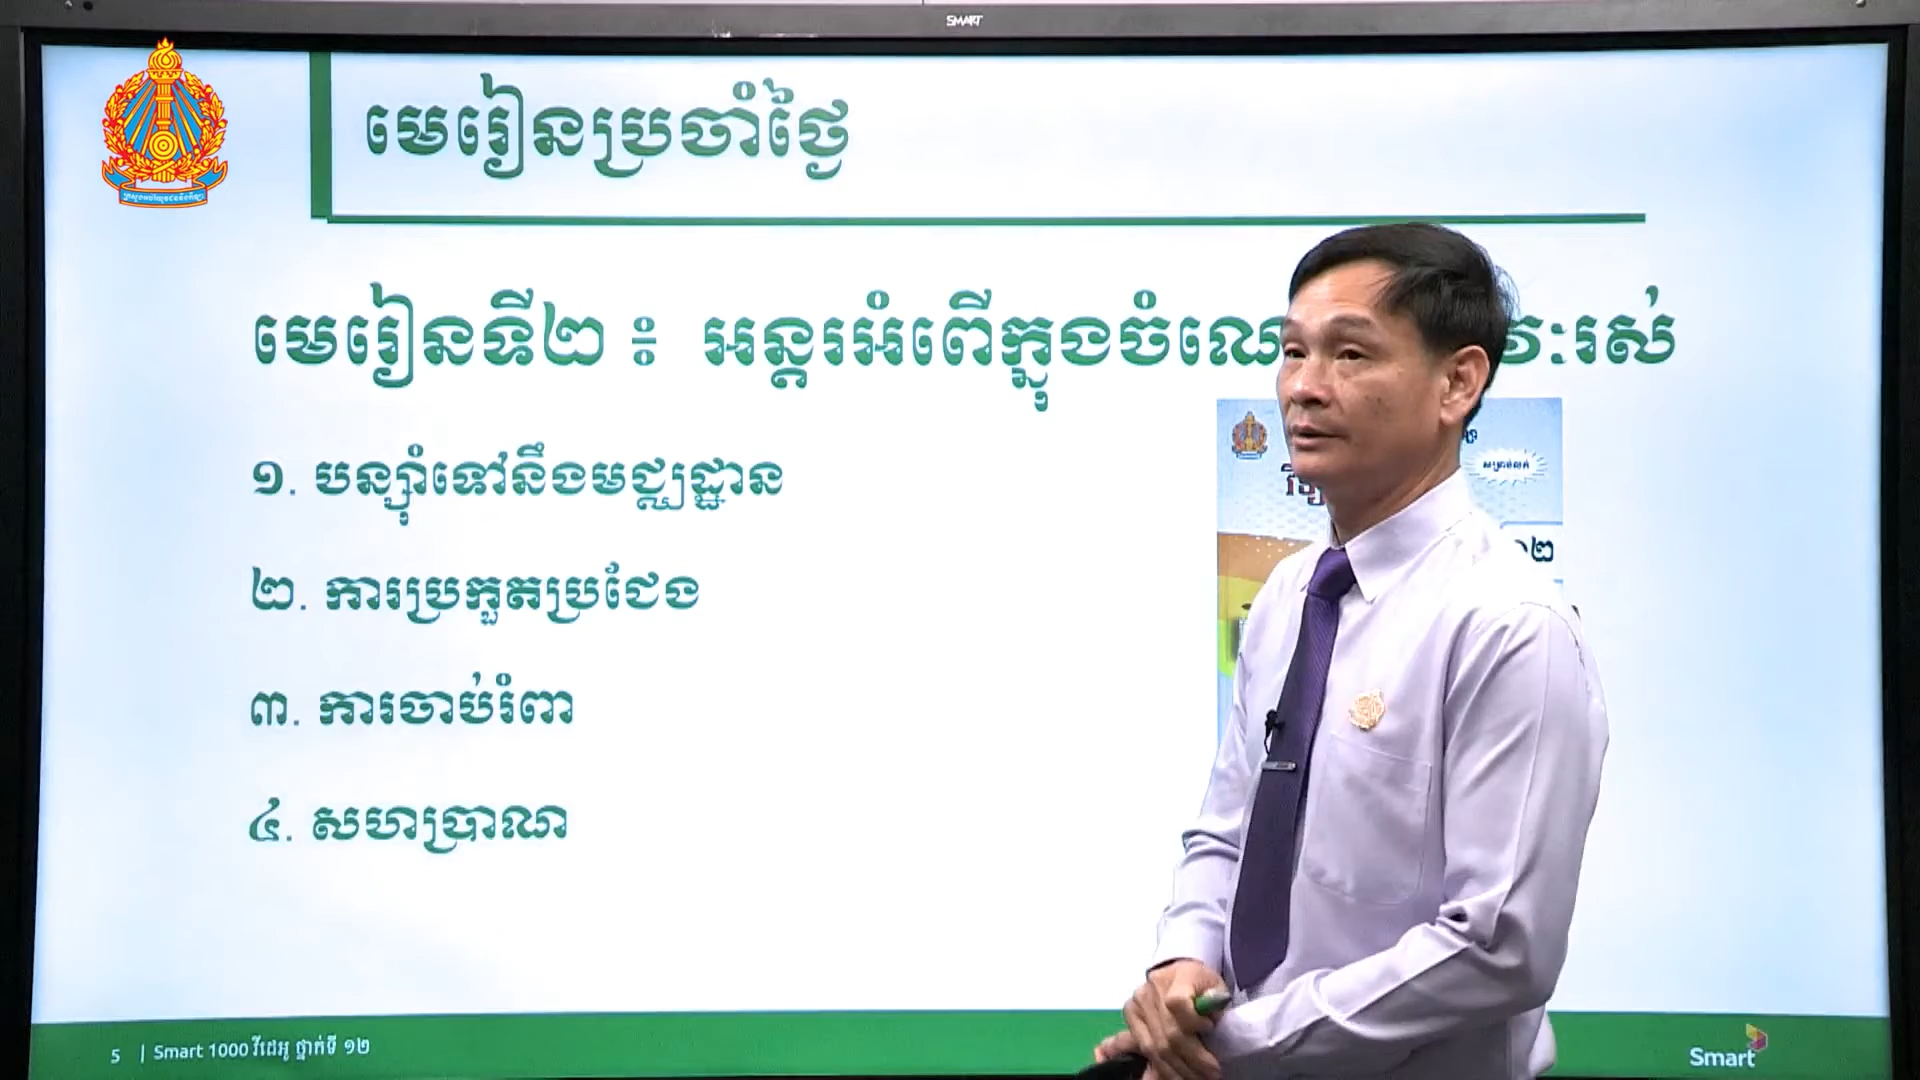 SMART
មេរៀនប្រចាំថ្ងៃ
មេរៀនទី២ ៖ អន្តរអំពើក្នុងចំណេ វៈរស់
១. បន្ស៊ាំទៅនឹងមជ្ឈដ្ឋាន
២. ការប្រកួតប្រជែង
៣. ការចាប់រំពា
៤. សហប្រាណ
5 | Smart 1000 វីដេអូ ថ្នាក់ទី ១២
Smart